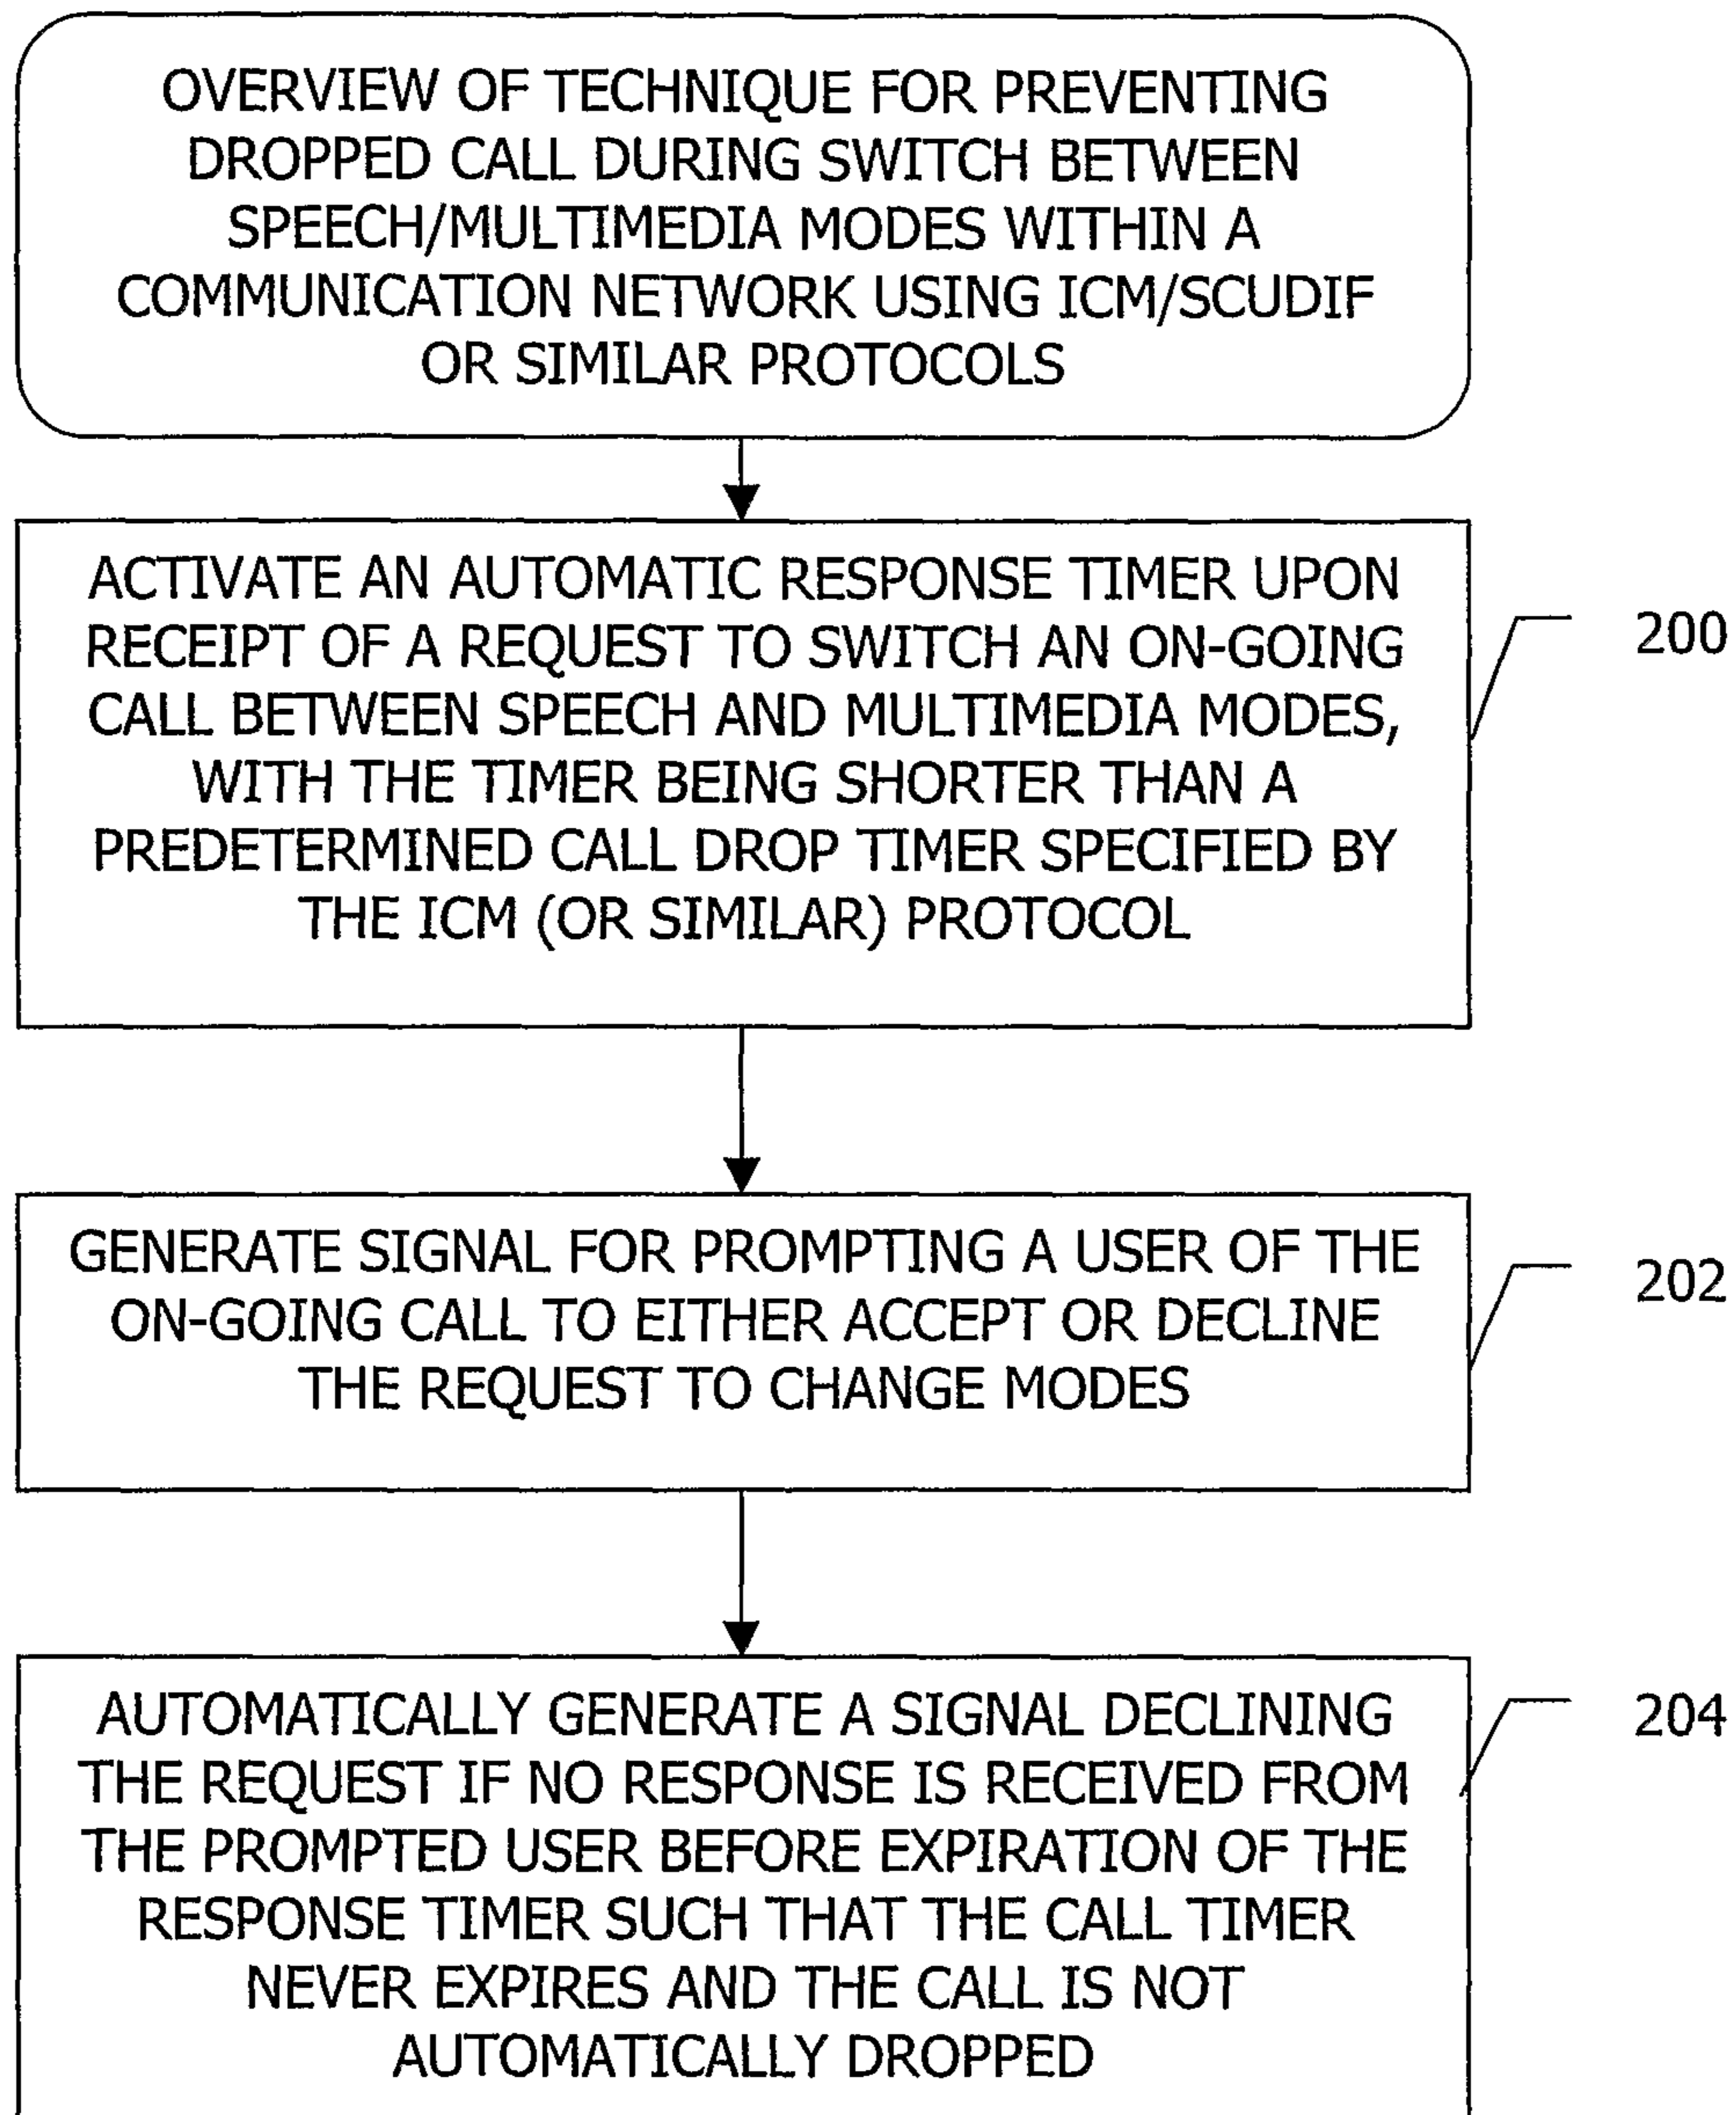 OVERVIEW OF TECHNIQUE FOR PREVENTING
DROPPED CALL DURING SWITCH BETWEEN
SPEECH/MULTIMEDIA MODES WITHIN A
COMMUNICATION NETWORK USING ICM/SCUDIF
OR SIMILAR PROTOCOLS
ACTIVATE AN AUTOMATIC RESPONSE TIMER UPON
RECEIPT OF A REQUEST TO SWITCH AN ON-GOING
CALL BETWEEN SPEECH AND MULTIMEDIA MODES,
WITH THE TIMER BEING SHORTER THAN A
PREDETERMINED CALL DROP TIMER SPECIFIED BY
THE ICM (OR SIMILAR) PROTOCOL
200
GENERATE SIGNAL FOR PROMPTING A USER OF THE
ON-GOING CALL TO EITHER ACCEPT OR DECLINE
THE REQUEST TO CHANGE MODES
202
AUTOMATICALLY GENERATE A SIGNAL DECLINING
THE REQUEST IF NO RESPONSE IS RECEIVED FROM
THE PROMPTED USER BEFORE EXPIRATION OF THE
RESPONSE TIMER SUCH THAT THE CALL TIMER
NEVER EXPIRES AND THE CALL IS NOT
AUTOMATICALLY DROPPED
204